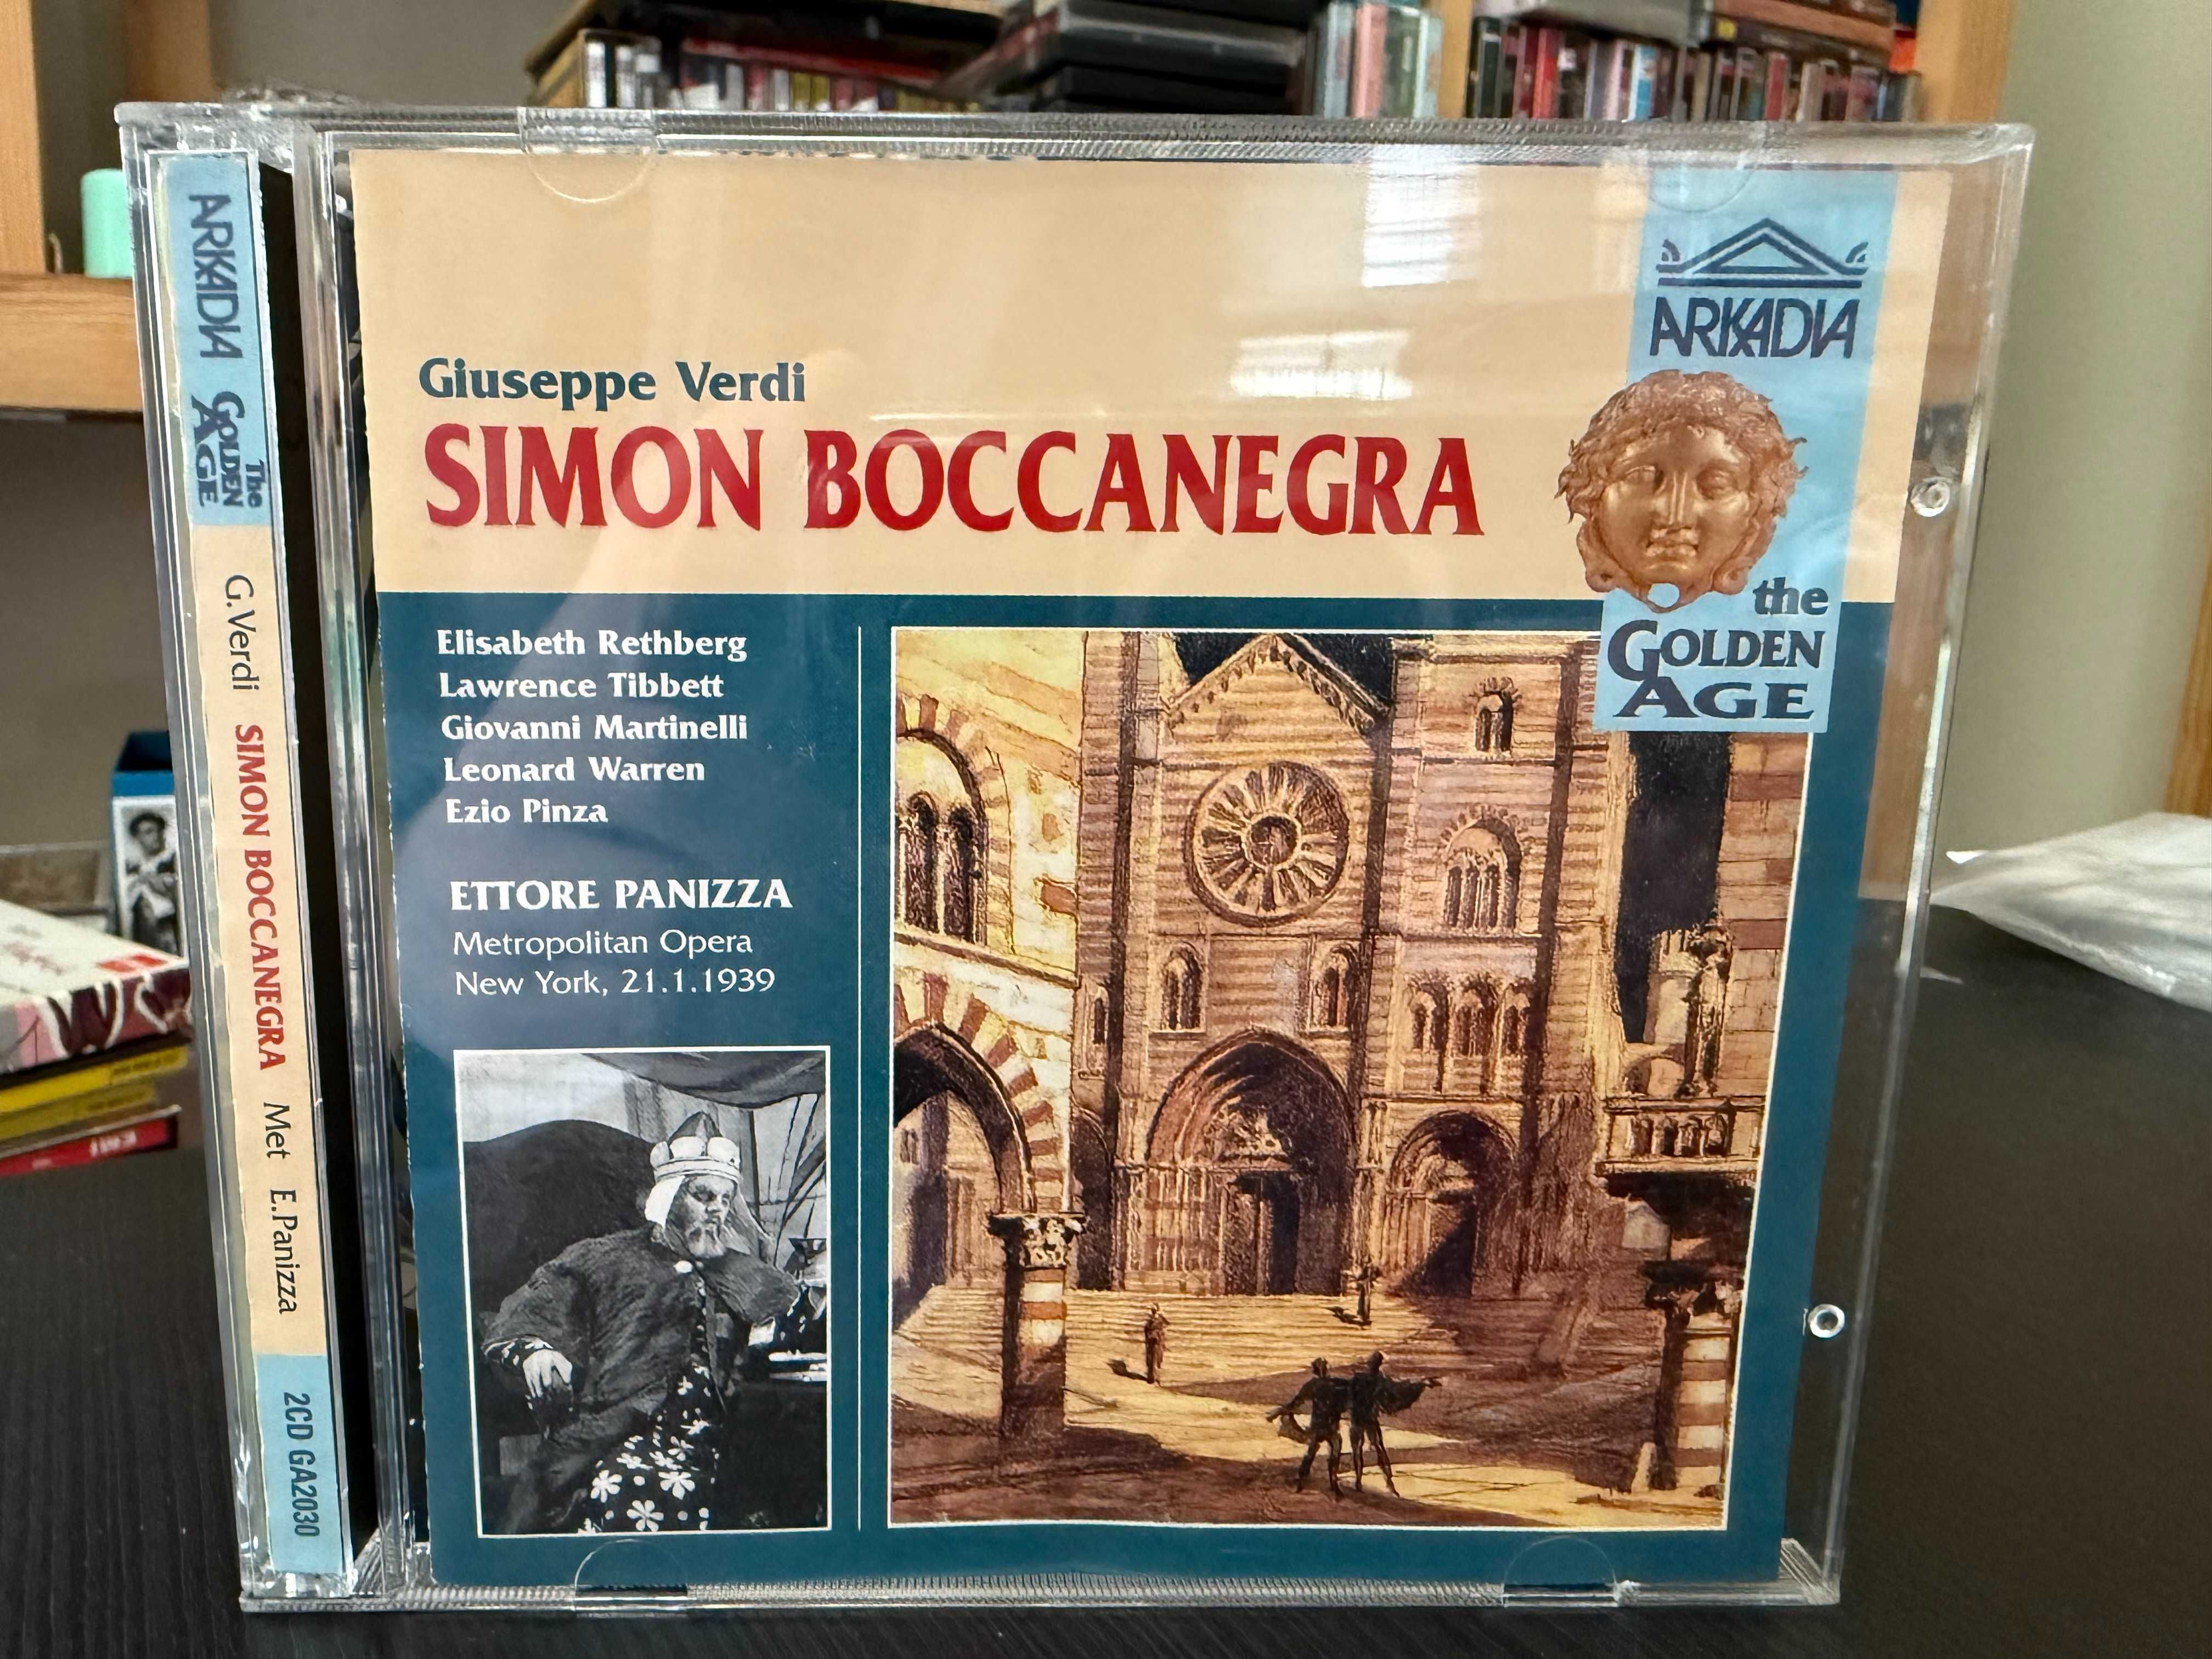 ARKADIA
The
GOLDEN
AGE
G.Verdi SIMON BOCCANEGRA Met E.Panizza
2CD GA2030
ARKADIA
the
GOLDEN
AGE
Giuseppe Verdi
SIMON BOCCANEGRA
Elisabeth Rethberg
Lawrence Tibbett
Giovanni Martinelli
Leonard Warren
Ezio Pinza
ETTORE PANIZZA
Metropolitan Opera
New York, 21.1.1939